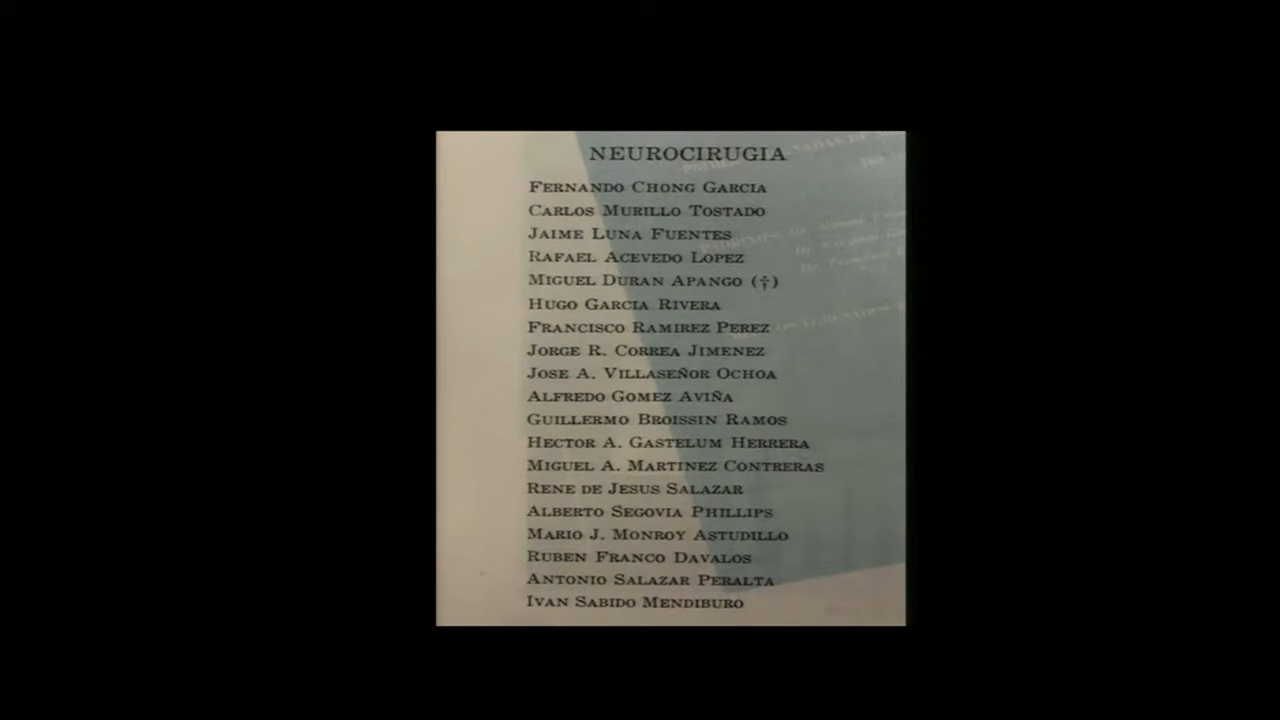 NEUROCIRUGIA
FERNANDO CHONG GARCIA
CARLOS MURILLO TOSTADO
JAIME LUNA FUENTES
RAFAEL ACEVEDO LOPEZ
MIGUEL DURAN APANGO (†)
HUGO GARCIA RIVERA
FRANCISCO RAMIREZ PEREZ
JORGE R. CORREA JIMENEZ
JOSE A. VILLASEÑOR OCHOA
ALFREDO GOMEZ AVIÑA
GUILLERMO BROISSIN RAMOS
HECTOR A. GASTELUM HERRERA
MIGUEL A. MARTINEZ CONTRERAS
RENE DE JESUS SALAZAR
ALBERTO SEGOVIA PHILLIPS
MARIO J. MONROY ASTUDILLO
RUBEN FRANCO DAVALOS
ANTONIO SALAZAR PERALTA
IVAN SABIDO MENDIBURO